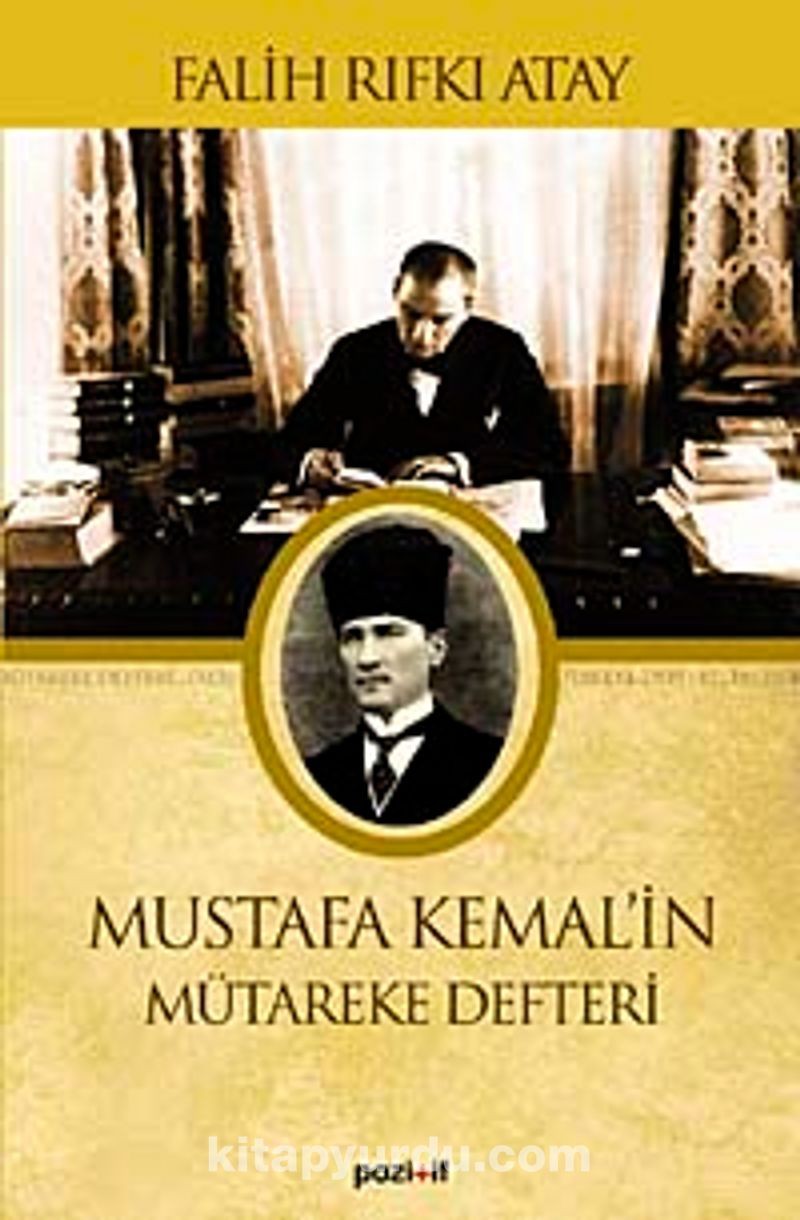 FALİH RIFKI ATAY
MUSTAFA KEMAL'İN
MÜTAREKE DEFTERİ
kitapyurdu.com
pozitif